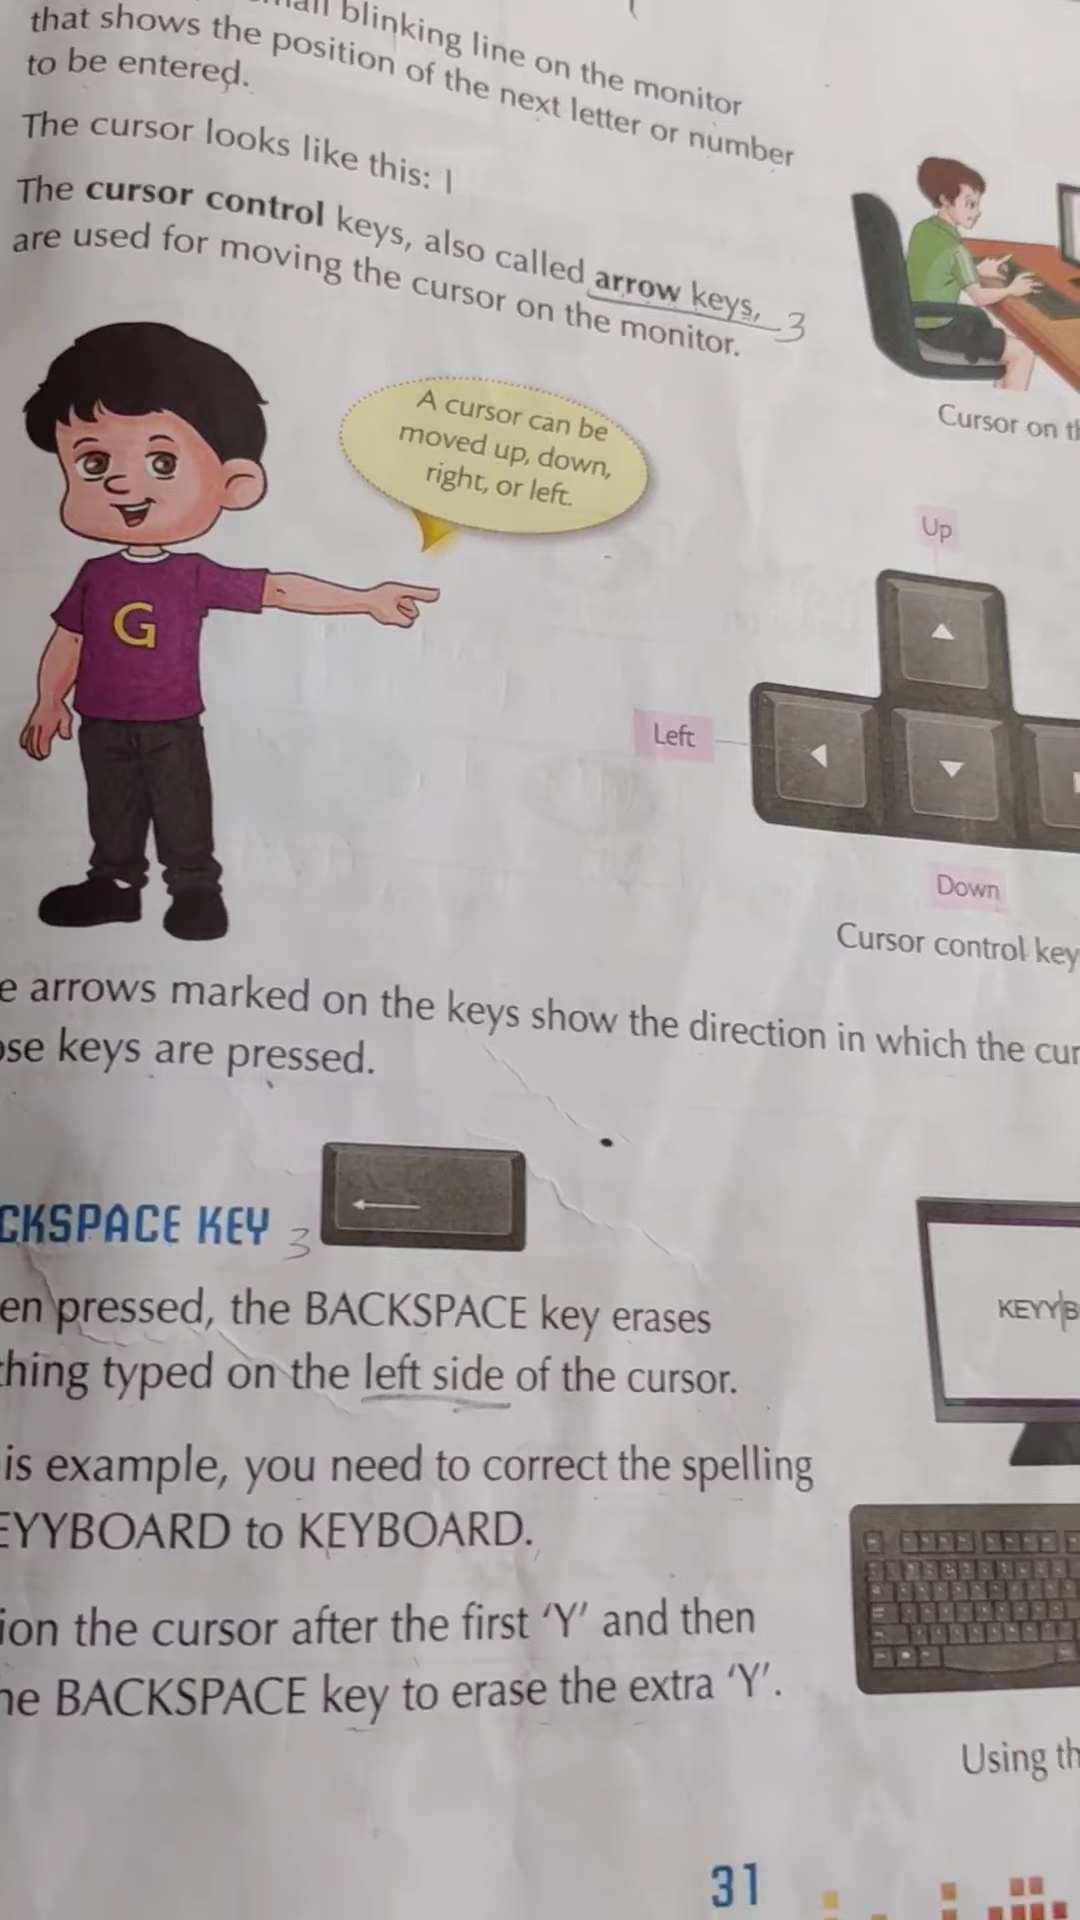 blinking line on the monitor
that shows the position of the next letter or number
to be entered.
The cursor looks like this: |
The cursor control keys, also called arrow keys, 3
are used for moving the cursor on the monitor.
Cursor on
A cursor can be
moved up, down,
right, or left.
G
Up
Left
Down
Cursor control key
arrows marked on the keys show the direction in which the
keys are pressed.
CKSPACE KEY 3
en pressed, the BACKSPACE key erases
thing typed on the left side of the cursor.
KEYY|B
is example, you need to correct the spelling
EYYBOARD to KEYBOARD.
ion the cursor after the first ‘Y’ and then
he BACKSPACE key to erase the extra ‘Y’.
Using th
31